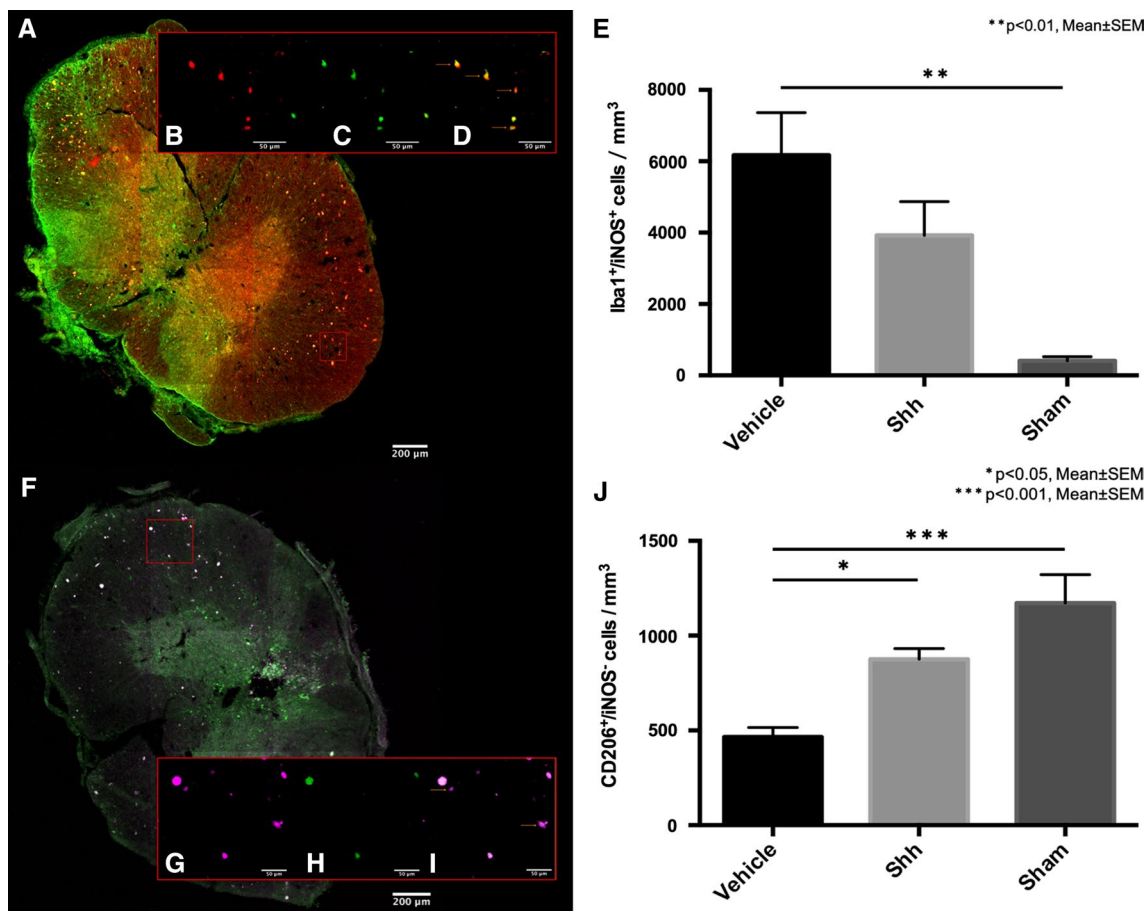 A
B
C
D
50 µm
50 µm
50 µm
200 µm
E
**p<0.01, Mean±SEM
**
Iba1⁺/iNOS⁺ cells / mm³
8000
6000
4000
2000
0
Vehicle
Shh
Sham
F
G
H
I
50 µm
50 µm
50 µm
200 µm
*p<0.05, Mean±SEM
***p<0.001, Mean±SEM
J
***
*
CD206⁺/iNOS⁻ cells / mm³
1500
1000
500
0
Vehicle
Shh
Sham